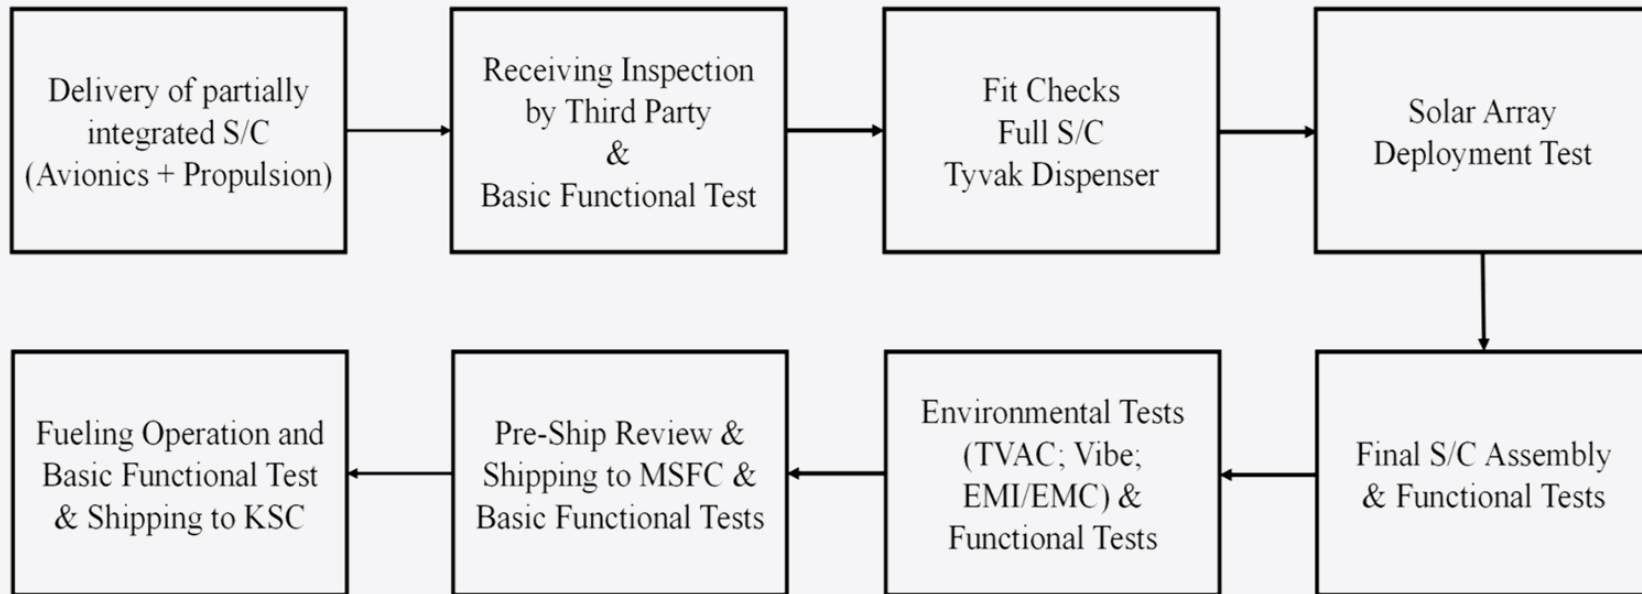 Delivery of partially
integrated S/C
(Avionics + Propulsion)
Receiving Inspection
by Third Party
&
Basic Functional Test
Fit Checks
Full S/C
Tyvak Dispenser
Solar Array
Deployment Test
Final S/C Assembly
& Functional Tests
Environmental Tests
(TVAC; Vibe;
EMI/EMC) &
Functional Tests
Pre-Ship Review &
Shipping to MSFC &
Basic Functional Tests
Fueling Operation and
Basic Functional Test
& Shipping to KSC